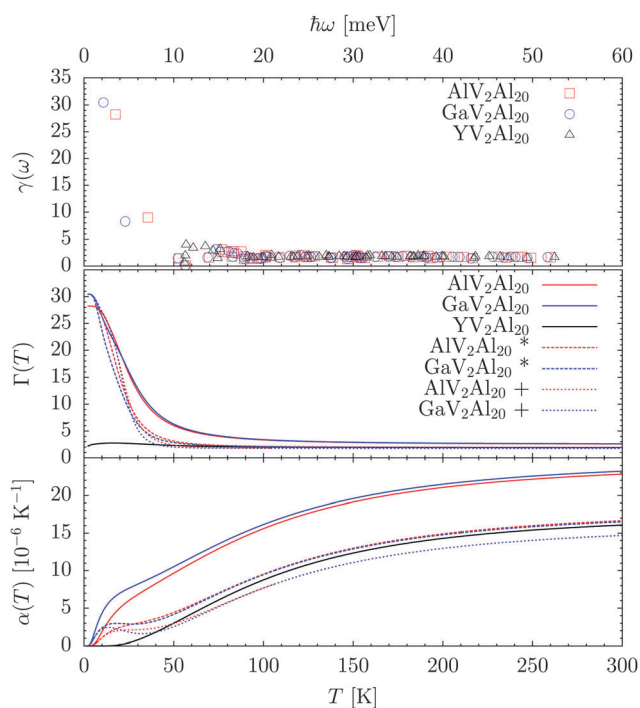 ħω [meV]
0 10 20 30 40 50 60
35
30
25
20
15
10
5
0
γ(ω)
AlV₂Al₂₀
GaV₂Al₂₀
YV₂Al₂₀
30
25
20
15
10
5
0
Γ(T)
AlV₂Al₂₀
GaV₂Al₂₀
YV₂Al₂₀
AlV₂Al₂₀ *
GaV₂Al₂₀ *
AlV₂Al₂₀ +
GaV₂Al₂₀ +
20
15
10
5
0
α(T) [10⁻⁶ K⁻¹]
0 50 100 150 200 250 300
T [K]